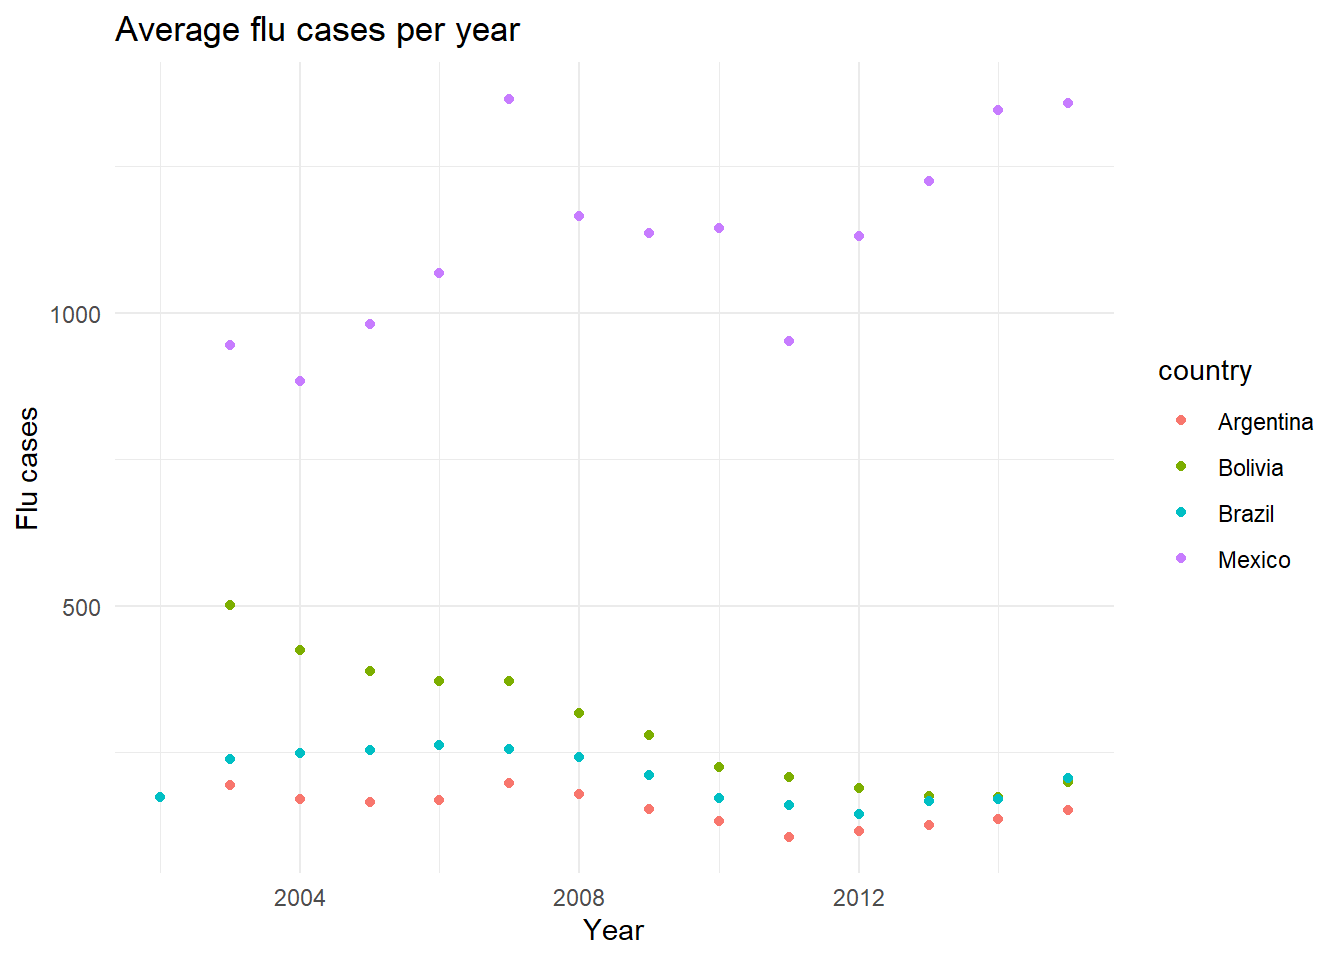 Average flu cases per year
Flu cases
1000
500
2004
2008
2012
Year
country
Argentina
Bolivia
Brazil
Mexico